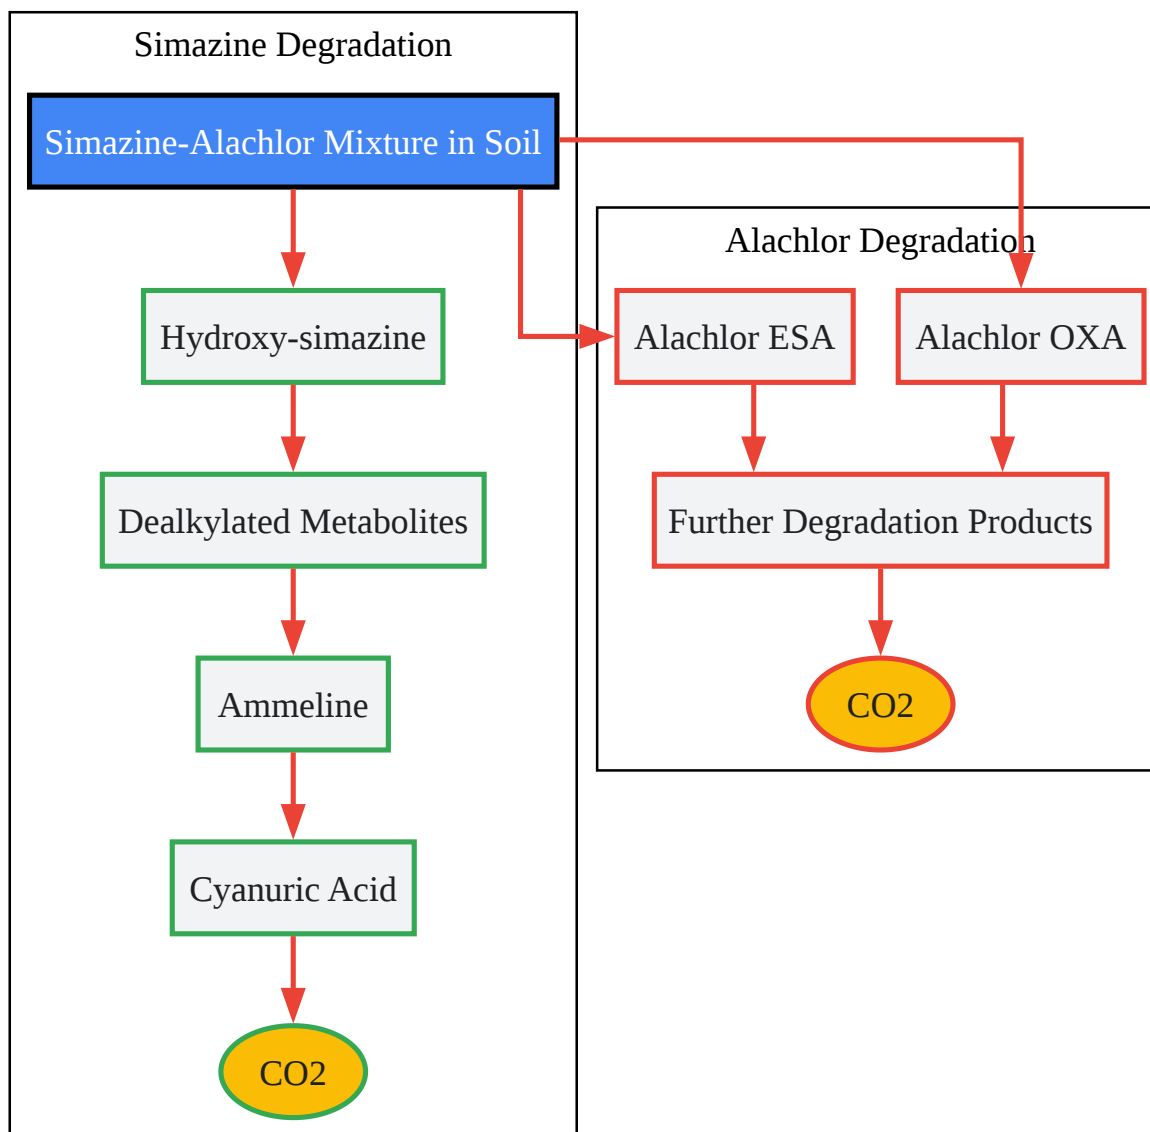 Simazine Degradation
Simazine-Alachlor Mixture in Soil
Hydroxy-simazine
Dealkylated Metabolites
Ammeline
Cyanuric Acid
CO2
Alachlor Degradation
Alachlor ESA
Alachlor OXA
Further Degradation Products
CO2